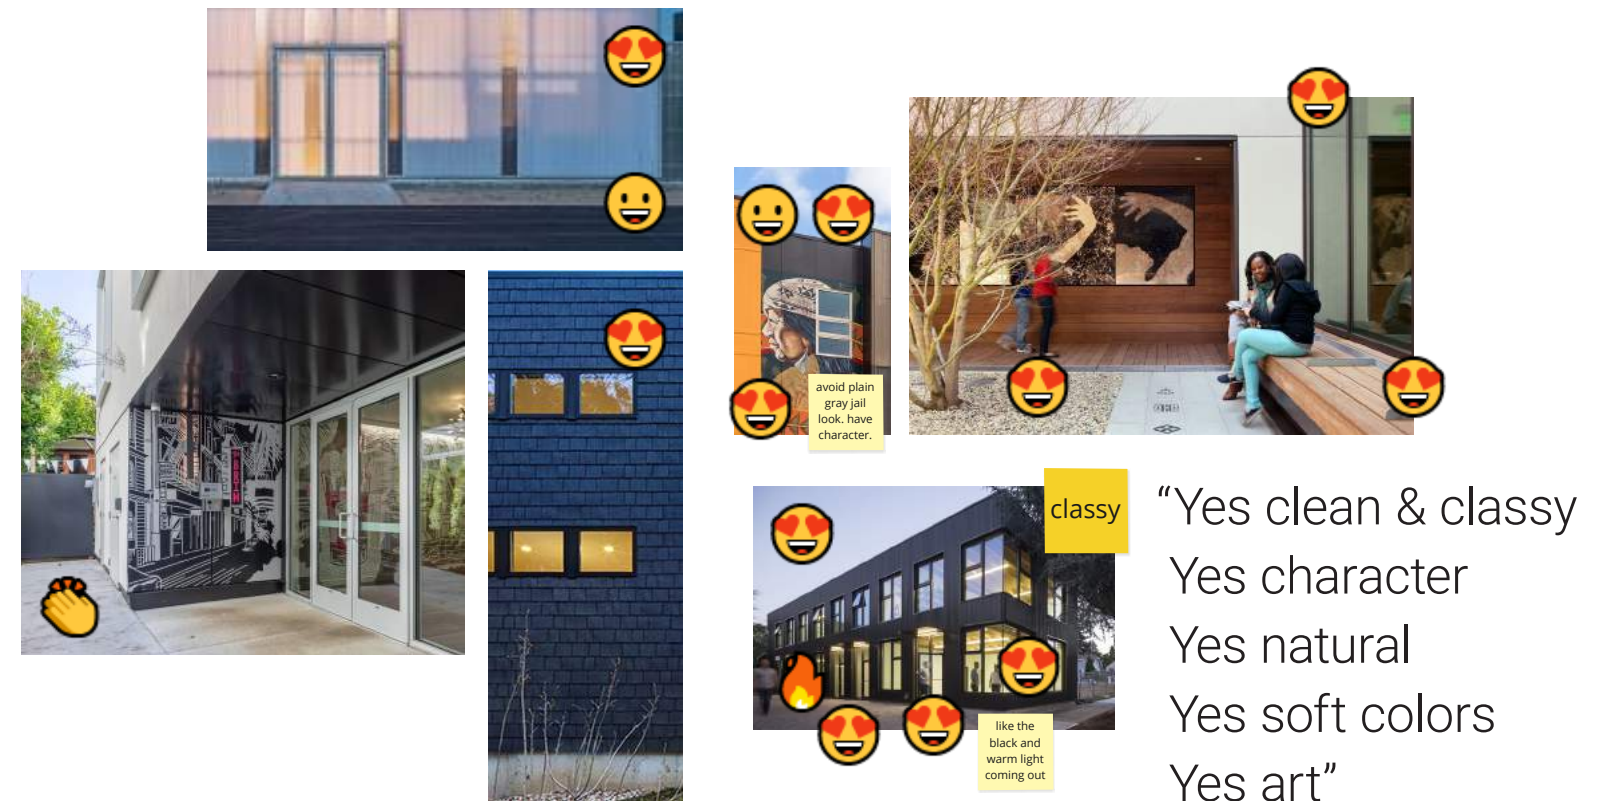 avoid plain
gray jail
look. have
character.
classy
like the
black and
warm light
coming out
“Yes clean & classy
Yes character
Yes natural
Yes soft colors
Yes art”